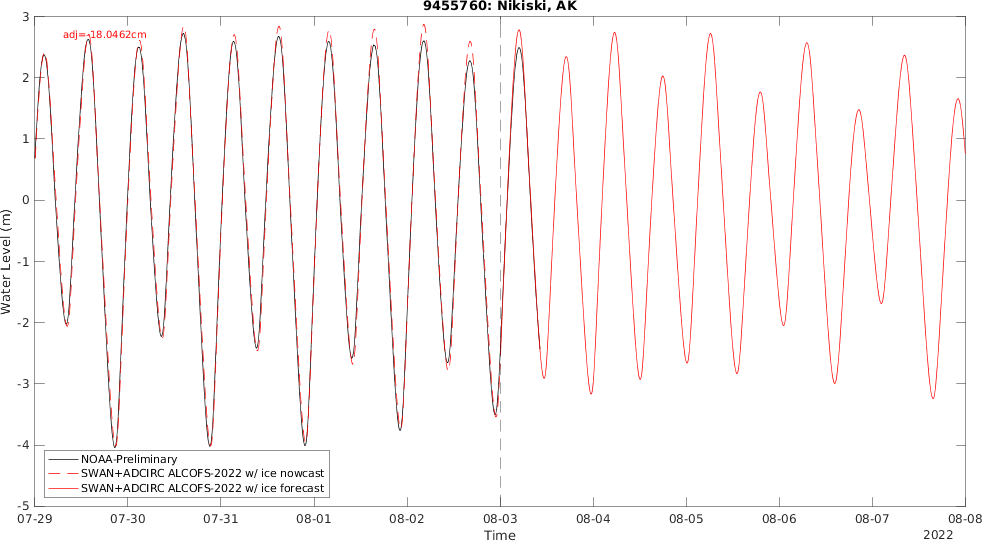 9455760: Nikiski, AK
adj=-18.0462cm
3
2
1
0
-1
-2
-3
-4
-5
Water Level (m)
NOAA-Preliminary
SWAN+ADCIRC ALCOFS-2022 w/ ice nowcast
SWAN+ADCIRC ALCOFS-2022 w/ ice forecast
07-29 07-30 07-31 08-01 08-02 08-03 08-04 08-05 08-06 08-07 08-08
Time
2022